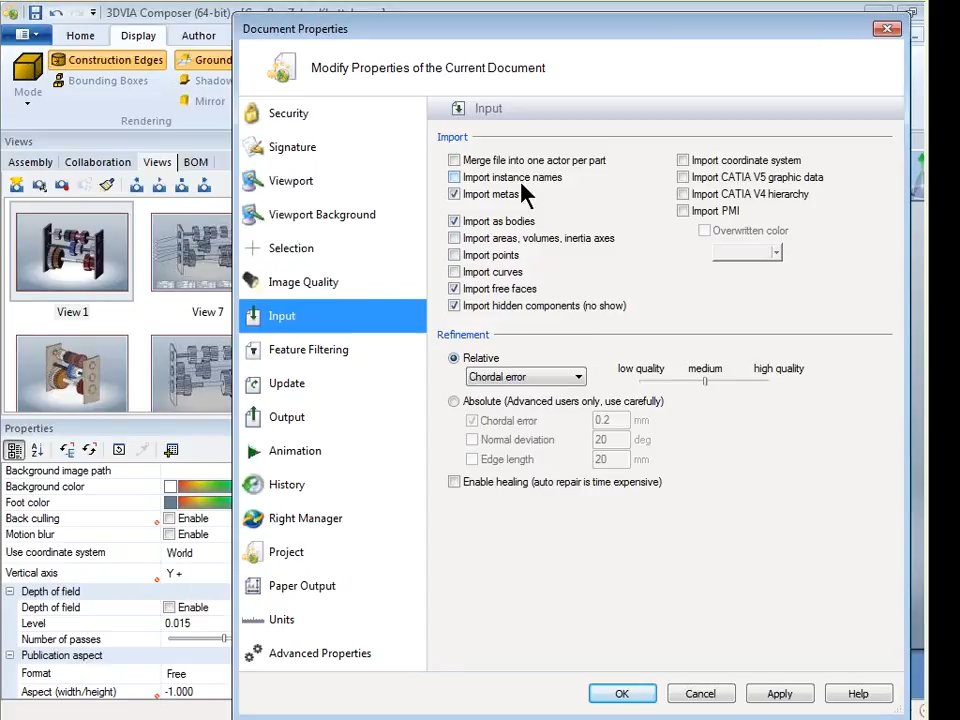 3DVIA Composer (64-bit)
Document Properties
Home
Display
Author
Modify Properties of the Current Document
Construction Edges
Ground
Bounding Boxes
Shadow
Mode
Mirror
Rendering
Views
Assembly
Collaboration
Views
BOM
View 1
View 7
Properties
Background image path
Background color
Foot color
Back culling
Enable
Motion blur
Enable
Use coordinate system
World
Vertical axis
Y +
Depth of field
Depth of field
Enable
Level
0.015
Number of passes
Publication aspect
Format
Free
Aspect (width/height)
-1.000
Security
Signature
Viewport
Viewport Background
Selection
Image Quality
Input
Feature Filtering
Update
Output
Animation
History
Right Manager
Project
Paper Output
Units
Advanced Properties
Input
Import
Merge file into one actor per part
Import instance names
Import metas
Import as bodies
Import areas, volumes, inertia axes
Import points
Import curves
Import free faces
Import hidden components (no show)
Import coordinate system
Import CATIA V5 graphic data
Import CATIA V4 hierarchy
Import PMI
Overwritten color
Refinement
Relative
Chordal error
low quality
medium
high quality
Absolute (Advanced users only, use carefully)
Chordal error
0.2
mm
Normal deviation
20
deg
Edge length
20
mm
Enable healing (auto repair is time expensive)
OK
Cancel
Apply
Help